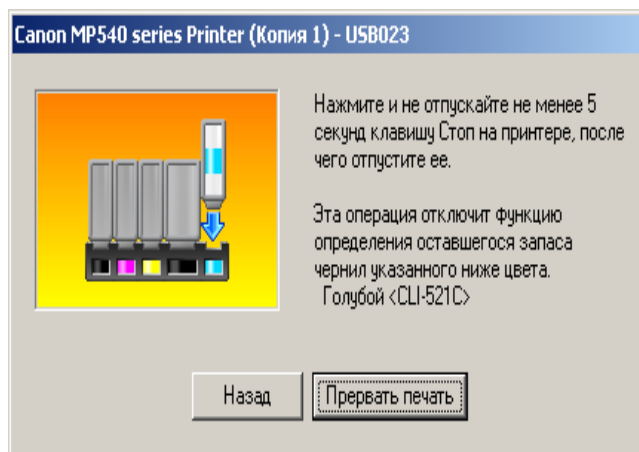 Canon MP540 series Printer (Копия 1) - USB023
Нажмите и не отпускайте не менее 5
секунд клавишу Стоп на принтере, после
чего отпустите ее.
Эта операция отключит функцию
определения оставшегося запаса
чернил указанного ниже цвета.
Голубой <CLI-521C>
Назад
Прервать печать